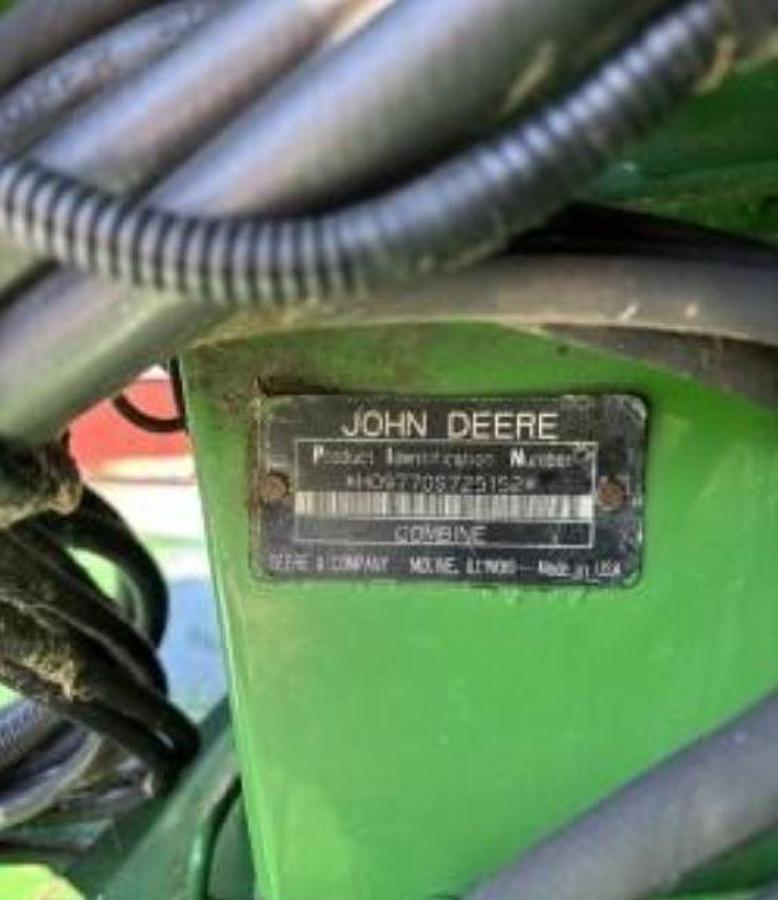 JOHN DEERE
Product Identification Number
*H09770S725152*
COMBINE
DEERE & COMPANY MOLINE, ILLINOIS Made in USA